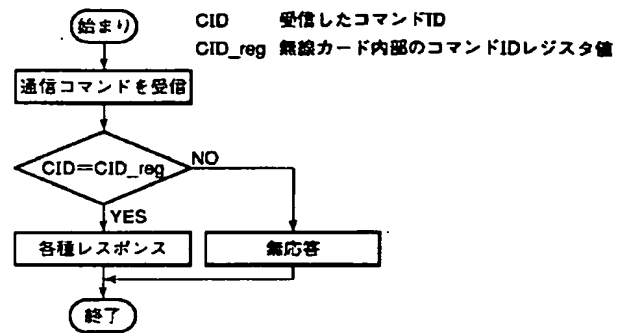 始まり
CID 受信したコマンドID
CID_reg 無線カード内部のコマンドIDレジスタ値
通信コマンドを受信
CID=CID_reg
NO
YES
各種レスポンス
無応答
終了